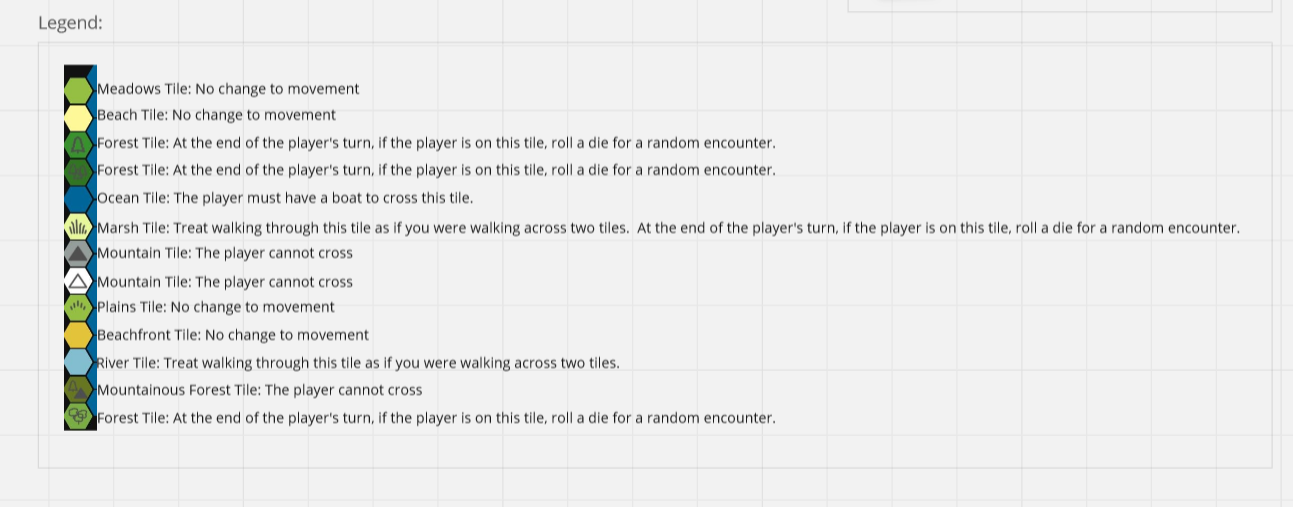 Legend:
Meadows Tile: No change to movement
Beach Tile: No change to movement
Forest Tile: At the end of the player's turn, if the player is on this tile, roll a die for a random encounter.
Forest Tile: At the end of the player's turn, if the player is on this tile, roll a die for a random encounter.
Ocean Tile: The player must have a boat to cross this tile.
Marsh Tile: Treat walking through this tile as if you were walking across two tiles.  At the end of the player's turn, if the player is on this tile, roll a die for a random encounter.
Mountain Tile: The player cannot cross
Mountain Tile: The player cannot cross
Plains Tile: No change to movement
Beachfront Tile: No change to movement
River Tile: Treat walking through this tile as if you were walking across two tiles.
Mountainous Forest Tile: The player cannot cross
Forest Tile: At the end of the player's turn, if the player is on this tile, roll a die for a random encounter.